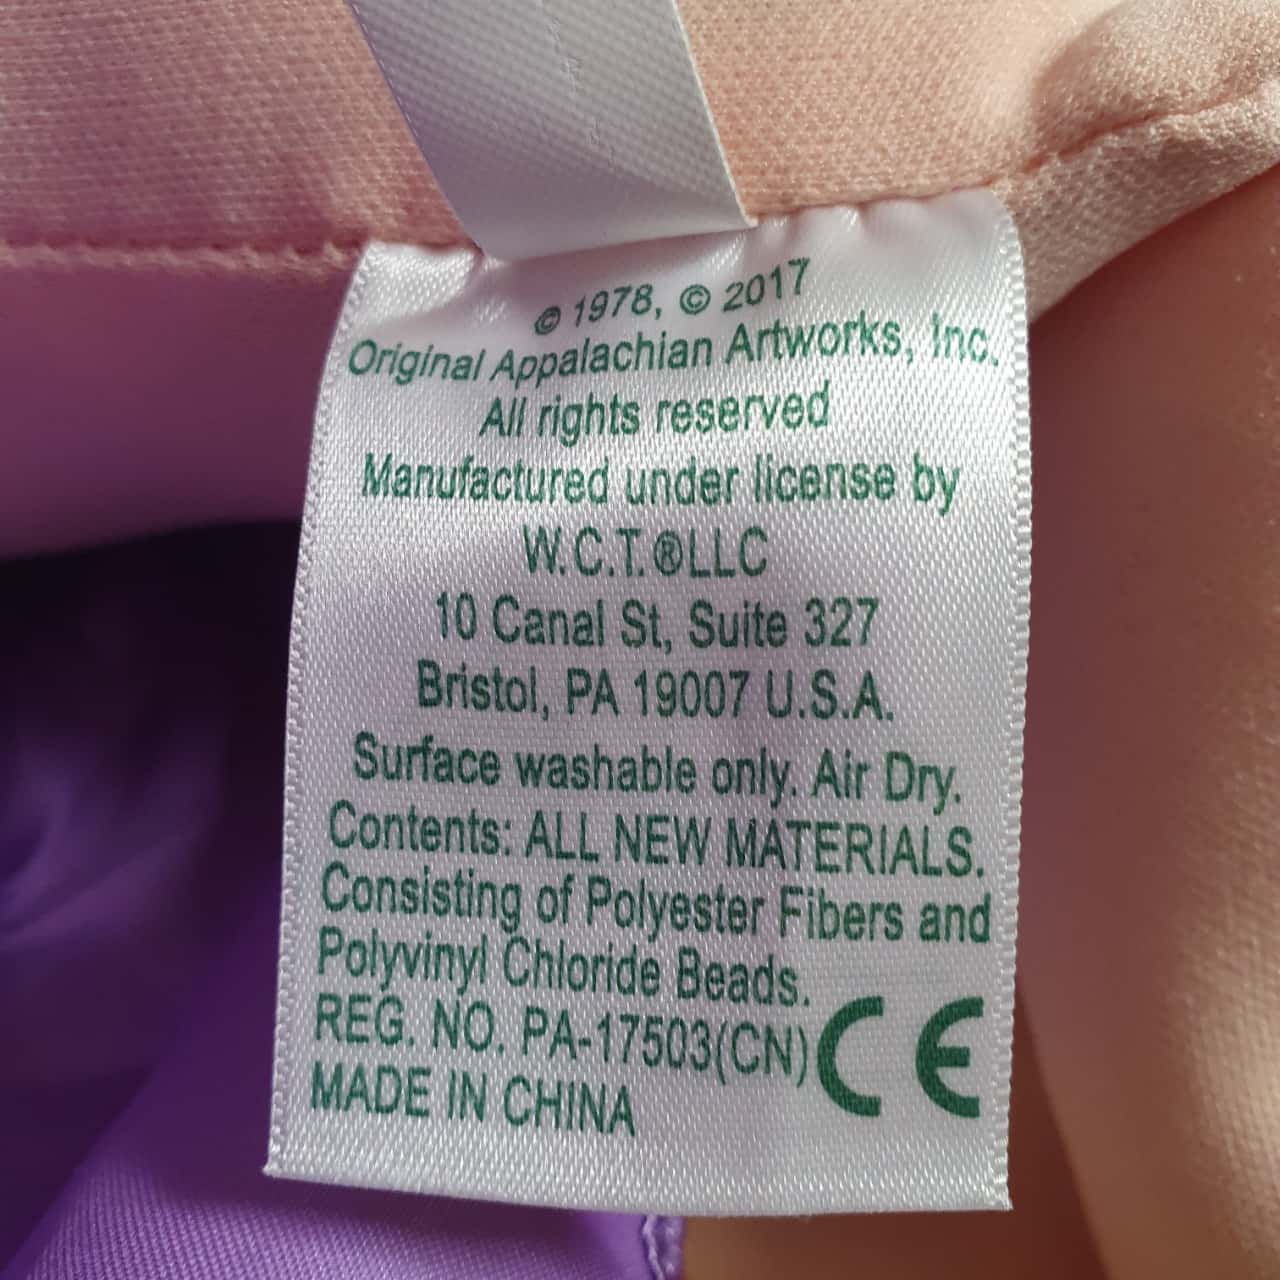 © 1978, © 2017
Original Appalachian Artworks, Inc.
All rights reserved
Manufactured under license by
W.C.T.®LLC
10 Canal St, Suite 327
Bristol, PA 19007 U.S.A.
Surface washable only. Air Dry.
Contents: ALL NEW MATERIALS.
Consisting of Polyester Fibers and
Polyvinyl Chloride Beads.
REG. NO. PA-17503(CN)
MADE IN CHINA
CE